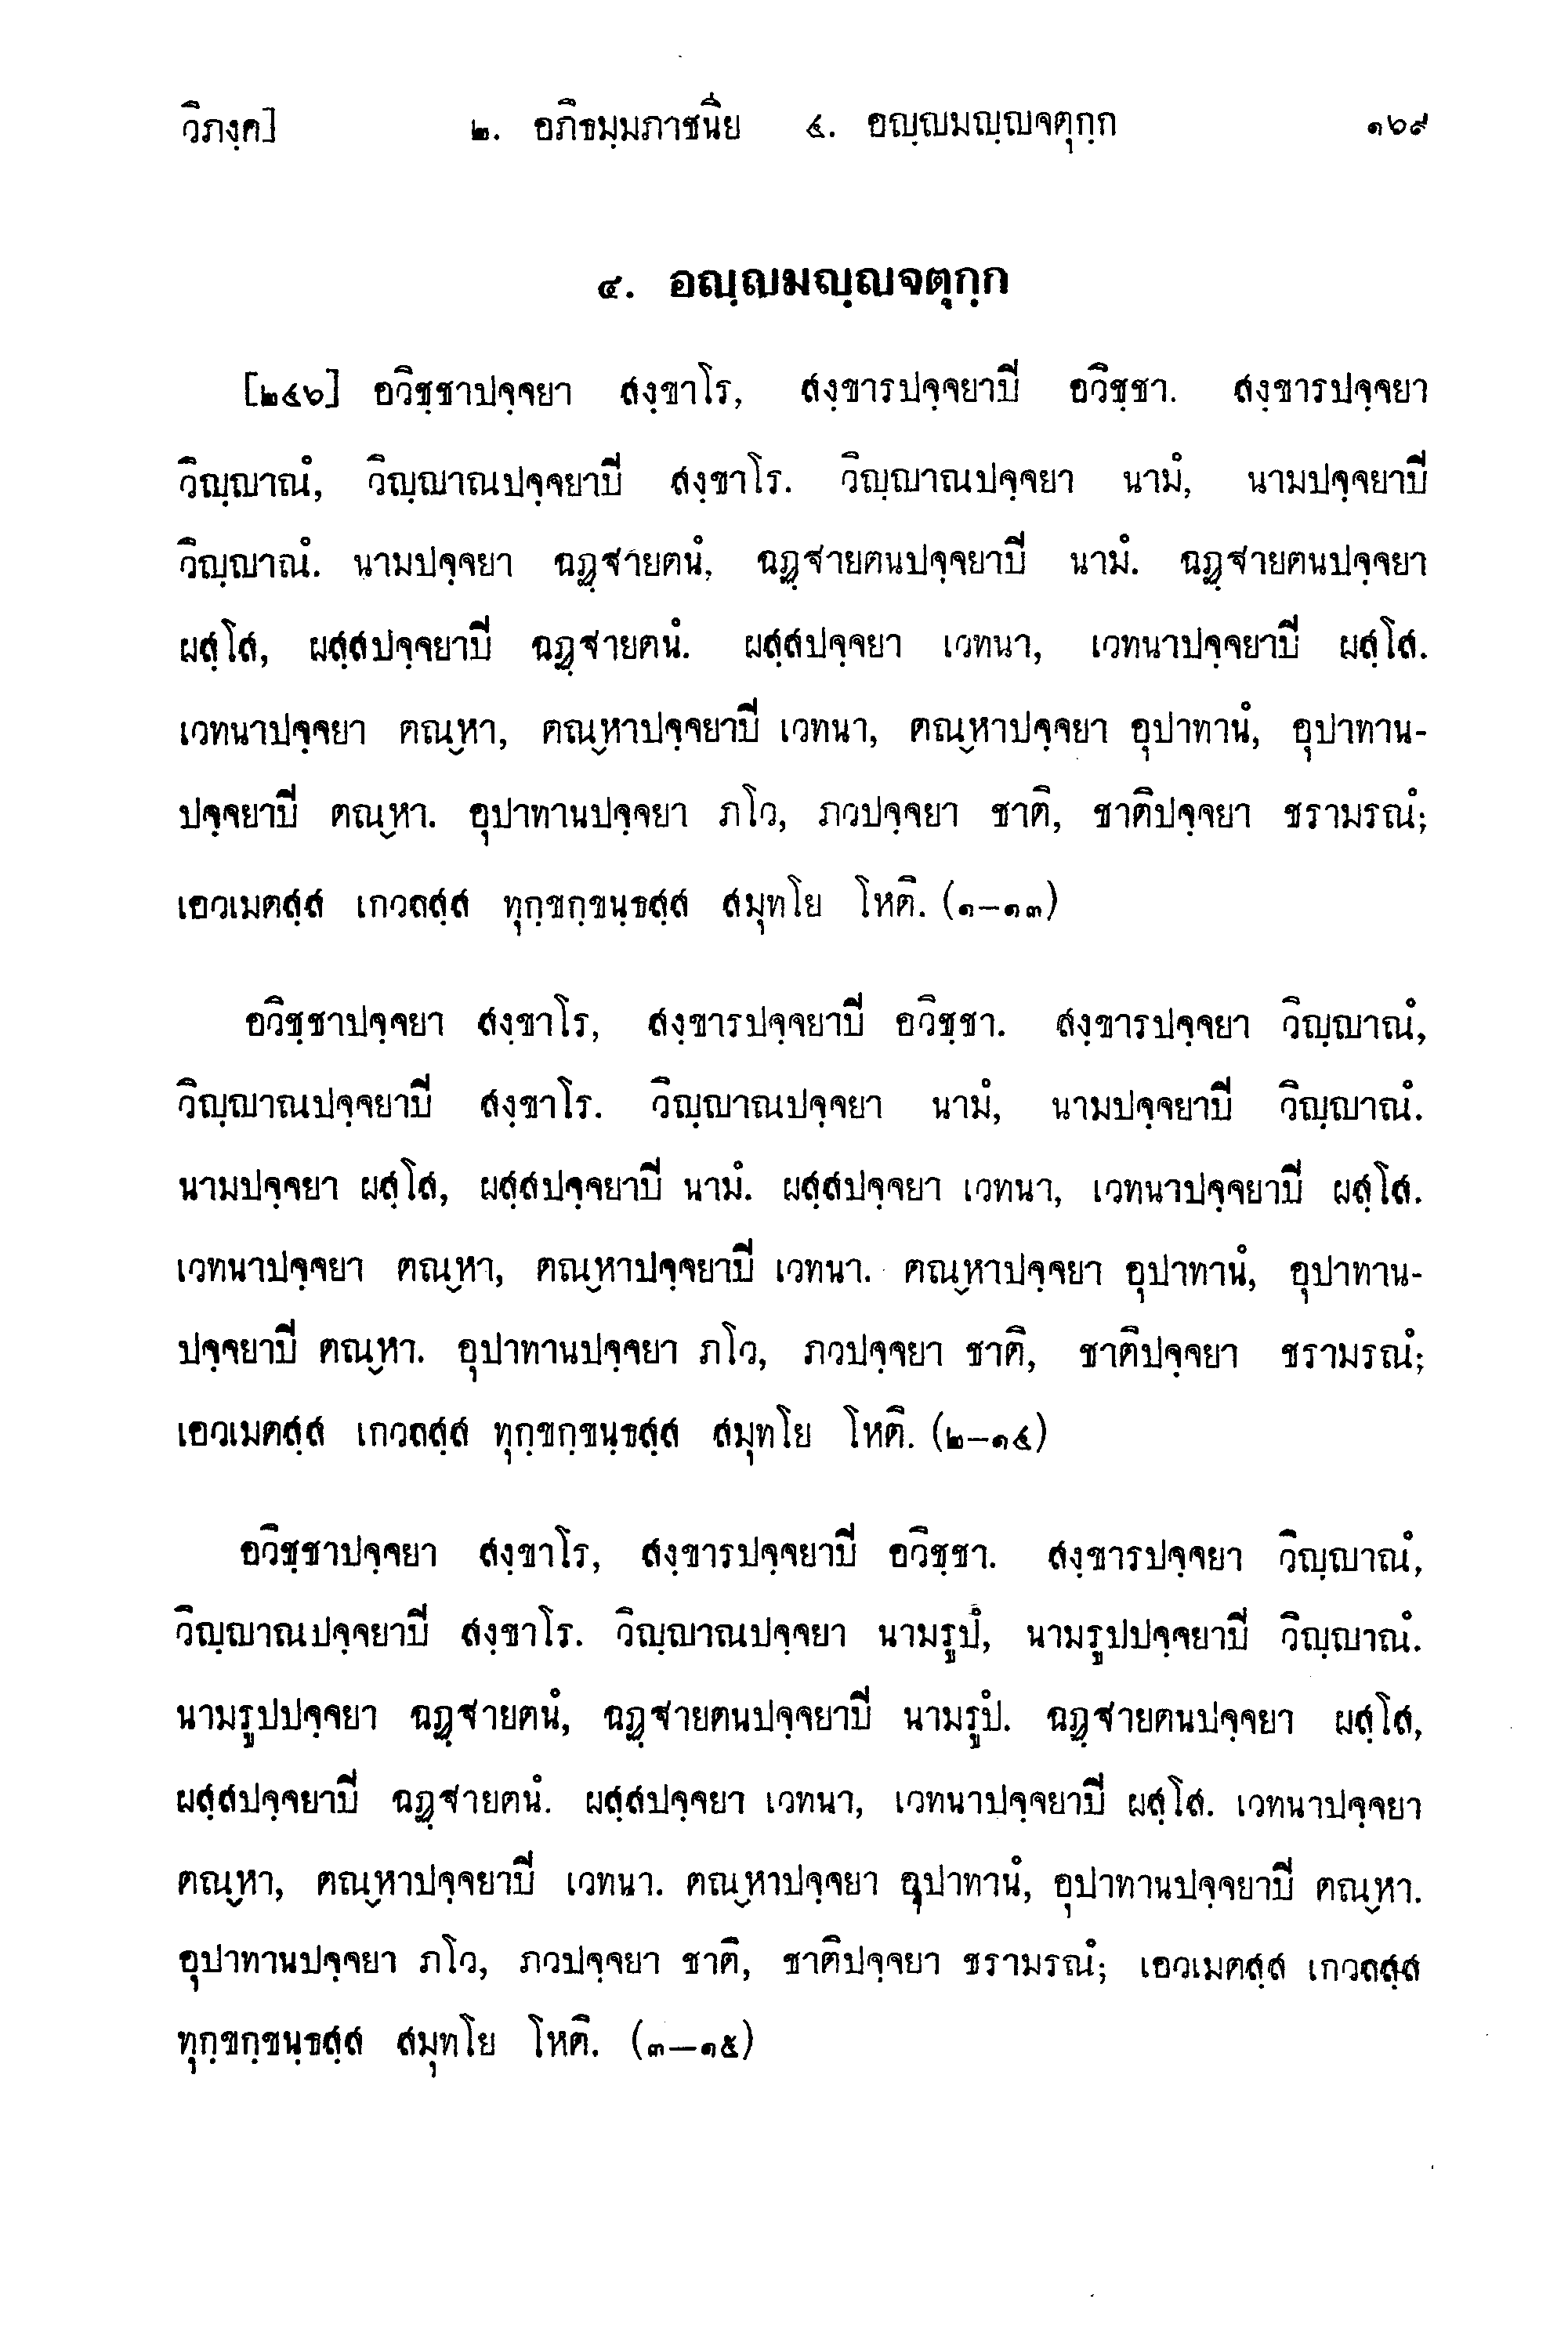 วิภงฺค]	๒. อภิธมฺมภาชนีย ๔. อญฺญมญฺญจตุกฺก	๑๖๙
๔. อญฺญมญฺญจตุกฺก
[๒๔๖] อวิชฺชาปจฺจยา สงฺขาโร, สงฺขารปจฺจยาปิ อวิชฺชา. สงฺขารปจฺจยา
วิญฺญาณํ, วิญฺญาณปจฺจยาปิ สงฺขาโร. วิญฺญาณปจฺจยา นามํ, นามปจฺจยาปิ
วิญฺญาณํ. นามปจฺจยา ฉฏฺฐายตนํ, ฉฏฺฐายตนปจฺจยาปิ นามํ. ฉฏฺฐายตนปจฺจยา
ผสฺโส, ผสฺสปจฺจยาปิ ฉฏฺฐายตนํ. ผสฺสปจฺจยา เวทนา, เวทนาปจฺจยาปิ ผสฺโส.
เวทนาปจฺจยา ตณฺหา, ตณฺหาปจฺจยาปิ เวทนา, ตณฺหาปจฺจยา อุปาทานํ, อุปาทาน-
ปจฺจยาปิ ตณฺหา. อุปาทานปจฺจยา ภโว, ภวปจฺจยา ชาติ, ชาติปจฺจยา ชรามรณํ;
เอวเมตสฺส เกวลสฺส ทุกฺขกฺขนฺธสฺส สมุทโย โหติ. (๑–๑๓)
อวิชฺชาปจฺจยา สงฺขาโร, สงฺขารปจฺจยาปิ อวิชฺชา. สงฺขารปจฺจยา วิญฺญาณํ,
วิญฺญาณปจฺจยาปิ สงฺขาโร. วิญฺญาณปจฺจยา นามํ, นามปจฺจยาปิ วิญฺญาณํ.
นามปจฺจยา ผสฺโส, ผสฺสปจฺจยาปิ นามํ. ผสฺสปจฺจยา เวทนา, เวทนาปจฺจยาปิ ผสฺโส.
เวทนาปจฺจยา ตณฺหา, ตณฺหาปจฺจยาปิ เวทนา. ตณฺหาปจฺจยา อุปาทานํ, อุปาทาน-
ปจฺจยาปิ ตณฺหา. อุปาทานปจฺจยา ภโว, ภวปจฺจยา ชาติ, ชาติปจฺจยา ชรามรณํ;
เอวเมตสฺส เกวลสฺส ทุกฺขกฺขนฺธสฺส สมุทโย โหติ. (๒–๑๔)
อวิชฺชาปจฺจยา สงฺขาโร, สงฺขารปจฺจยาปิ อวิชฺชา. สงฺขารปจฺจยา วิญฺญาณํ,
วิญฺญาณปจฺจยาปิ สงฺขาโร. วิญฺญาณปจฺจยา นามรูปํ, นามรูปปจฺจยาปิ วิญฺญาณํ.
นามรูปปจฺจยา ฉฏฺฐายตนํ, ฉฏฺฐายตนปจฺจยาปิ นามรูปํ. ฉฏฺฐายตนปจฺจยา ผสฺโส,
ผสฺสปจฺจยาปิ ฉฏฺฐายตนํ. ผสฺสปจฺจยา เวทนา, เวทนาปจฺจยาปิ ผสฺโส. เวทนาปจฺจยา
ตณฺหา, ตณฺหาปจฺจยาปิ เวทนา. ตณฺหาปจฺจยา อุปาทานํ, อุปาทานปจฺจยาปิ ตณฺหา.
อุปาทานปจฺจยา ภโว, ภวปจฺจยา ชาติ, ชาติปจฺจยา ชรามรณํ; เอวเมตสฺส เกวลสฺส
ทุกฺขกฺขนฺธสฺส สมุทโย โหติ. (๓–๑๕)